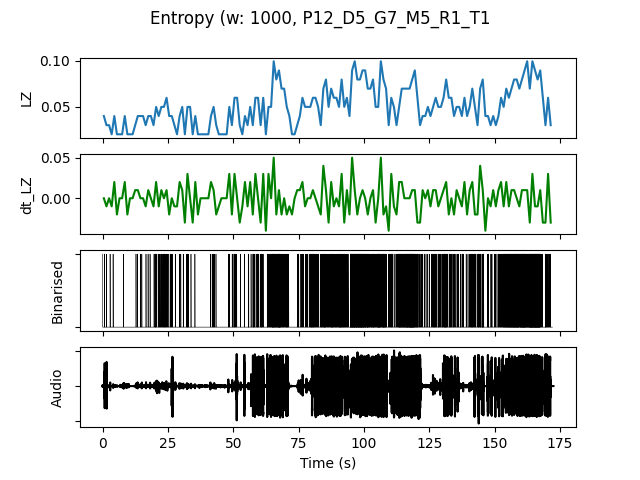 Entropy (w: 1000, P12_D5_G7_M5_R1_T1
0.10
0.05
LZ
0.05
0.00
dt_LZ
Binarised
Audio
0 25 50 75 100 125 150 175
Time (s)